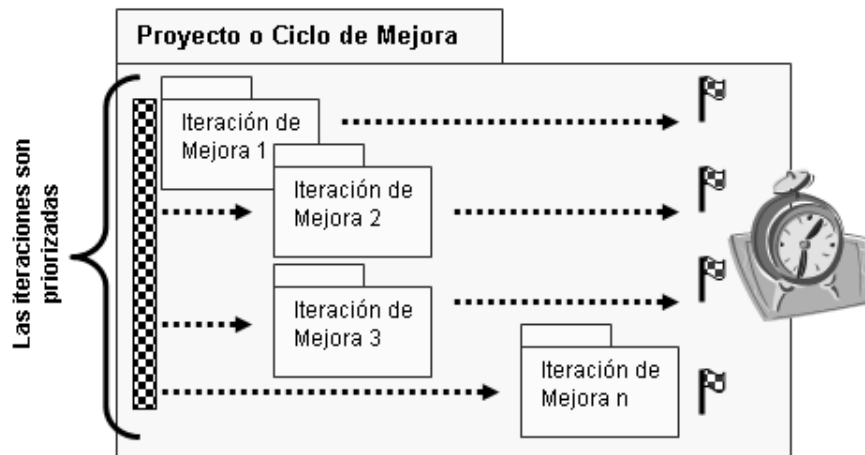 Proyecto o Ciclo de Mejora
Las iteraciones son
priorizadas
Iteración de
Mejora 1
Iteración de
Mejora 2
Iteración de
Mejora 3
Iteración de
Mejora n